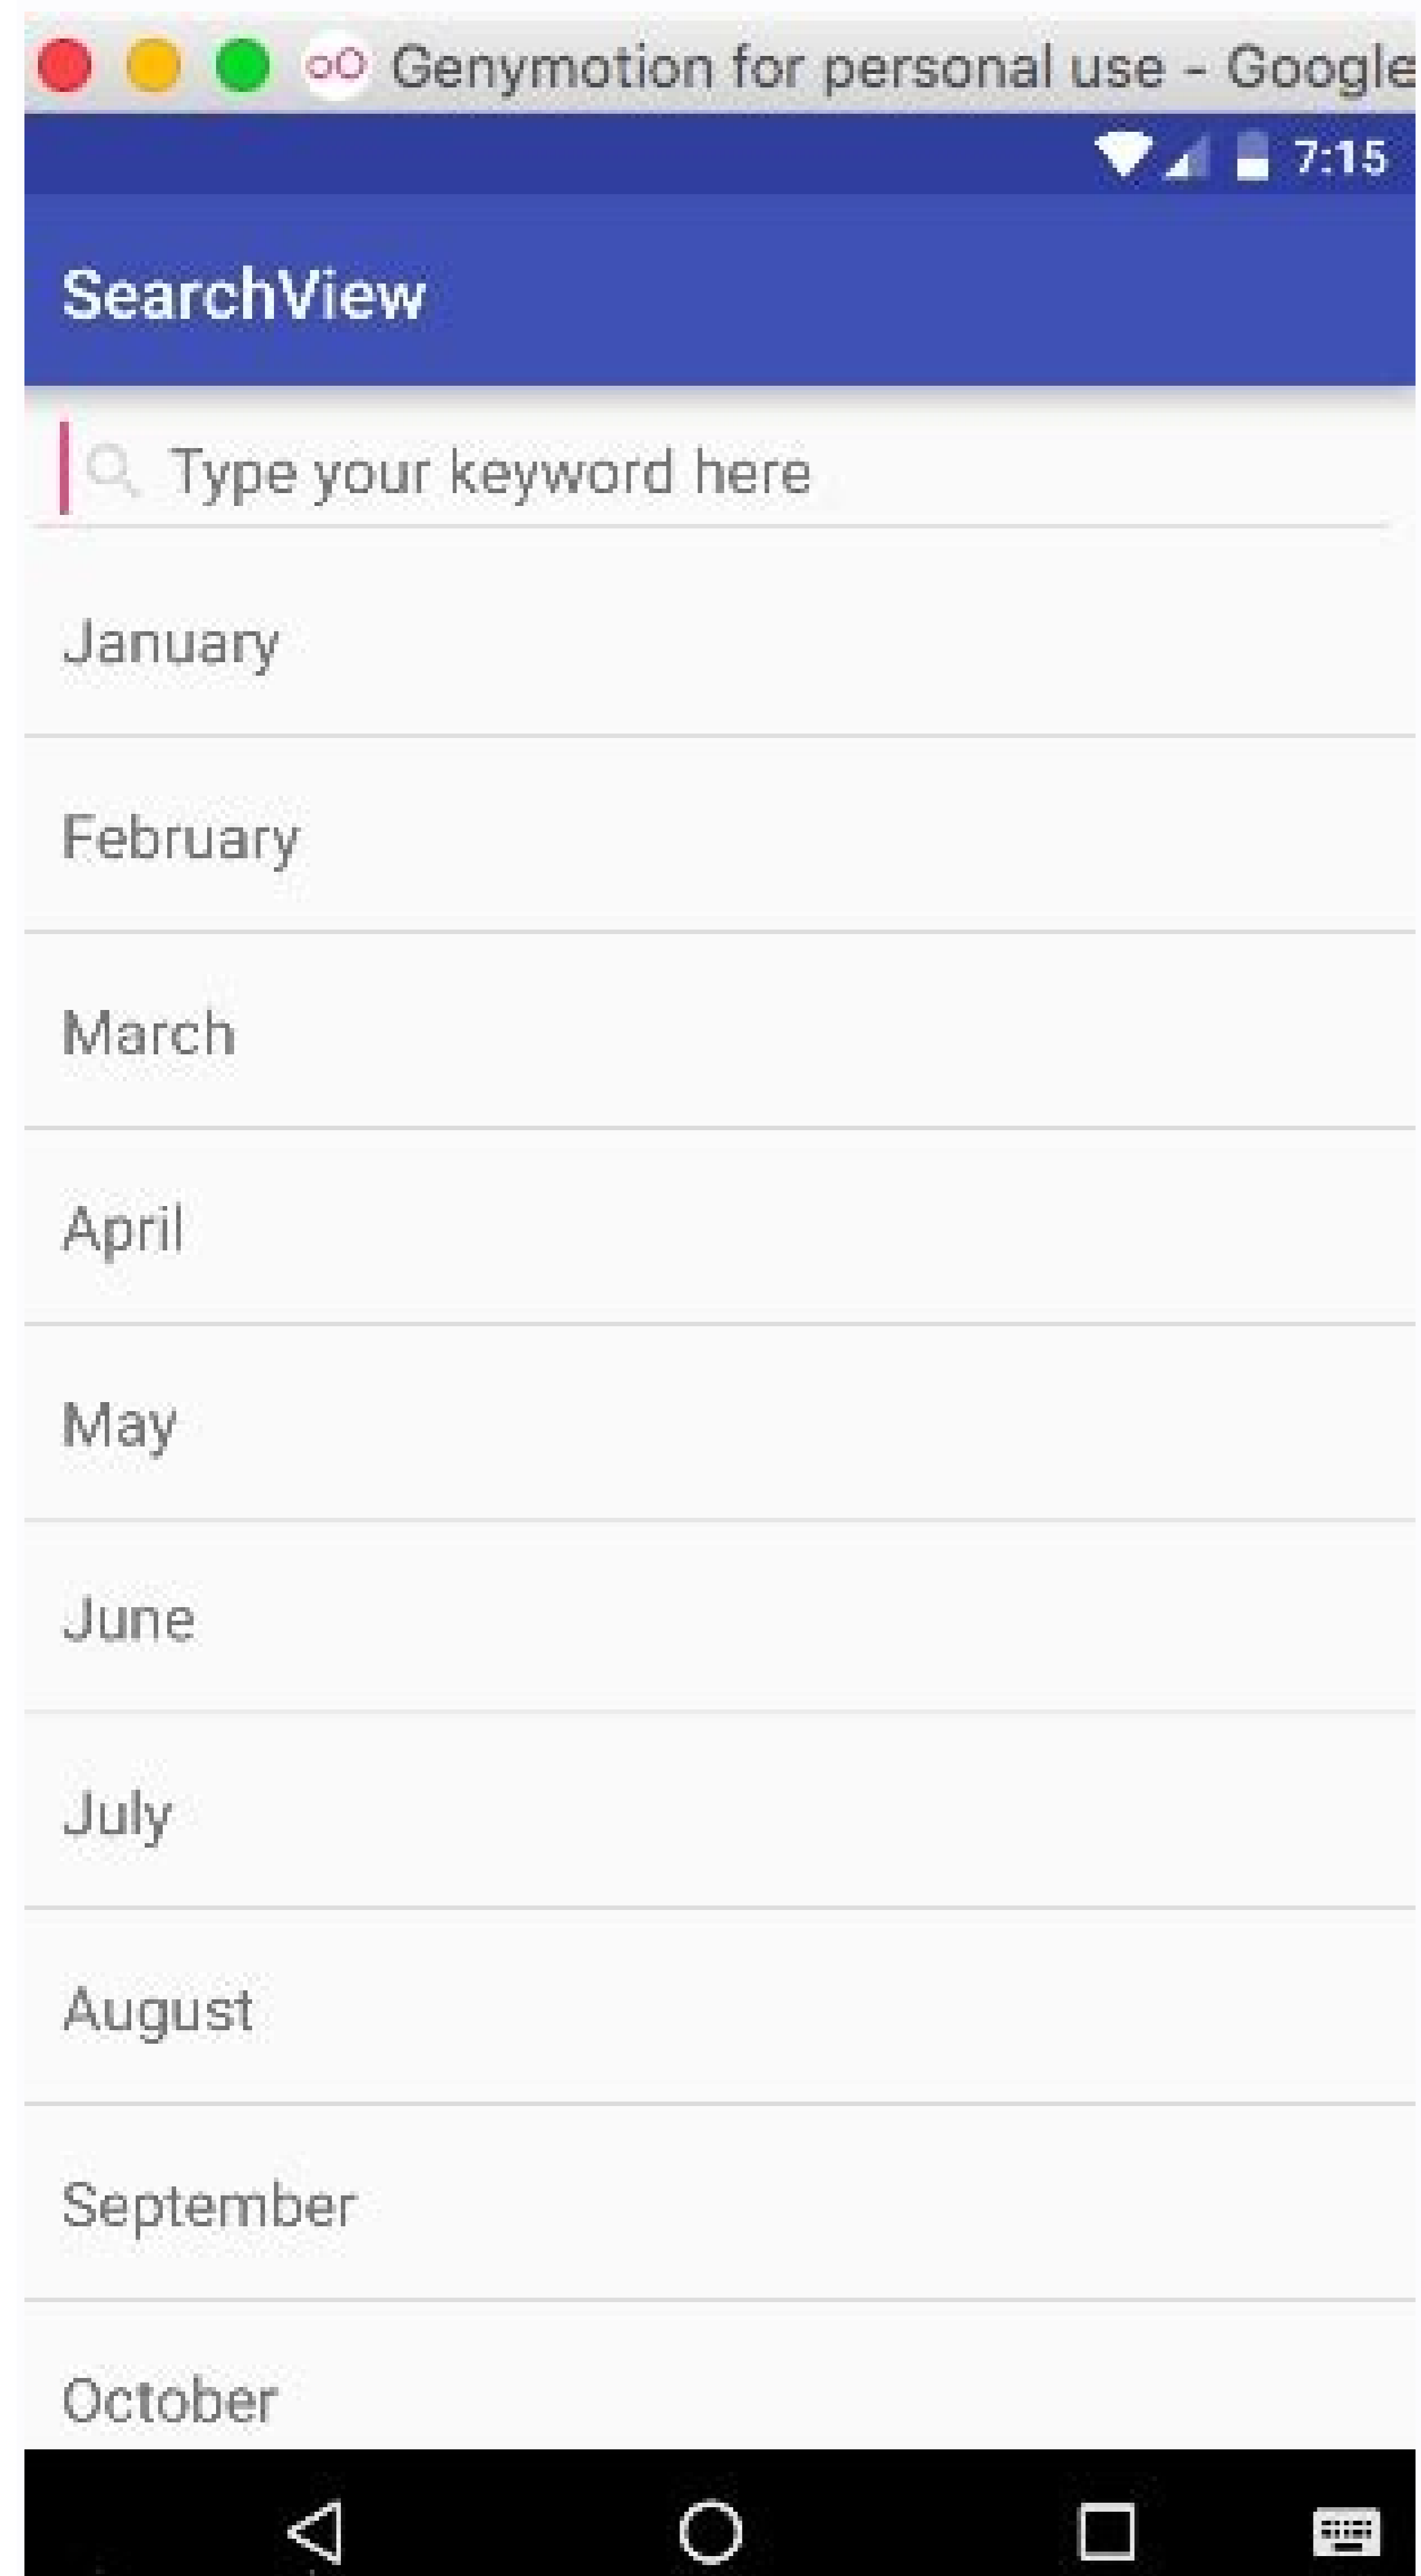 Genymotion for personal use - Google
7:15
SearchView
Type your keyword here
January
February
March
April
May
June
July
August
September
October